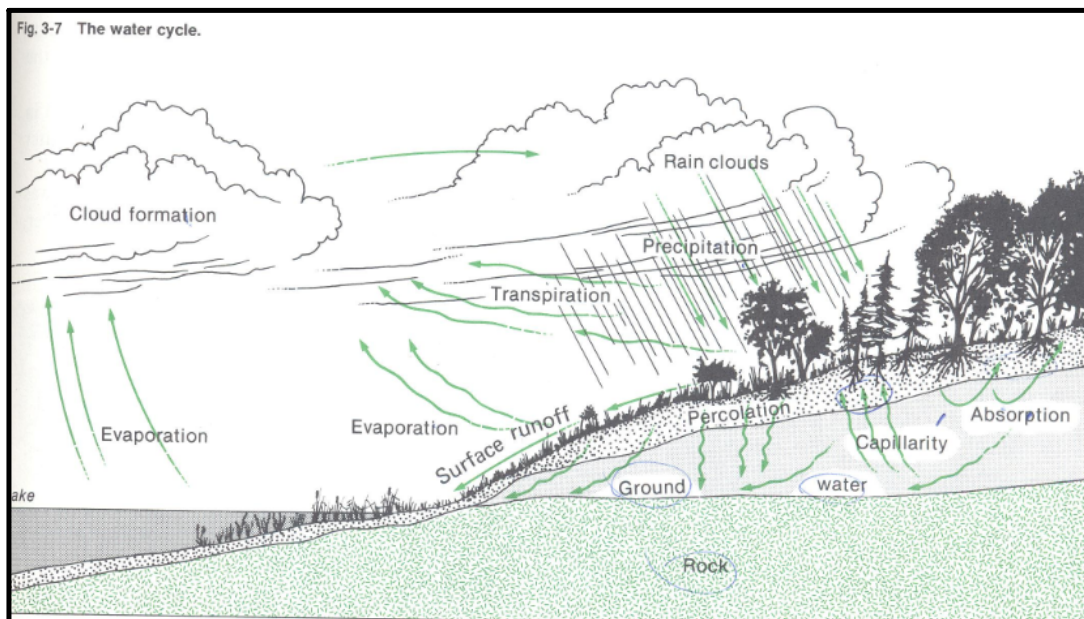 Fig. 3-7 The water cycle.
Rain clouds
Cloud formation
Precipitation
Transpiration
Evaporation
Evaporation
Surface runoff
Percolation
Absorption
Capillarity
Ground water
ake
Rock